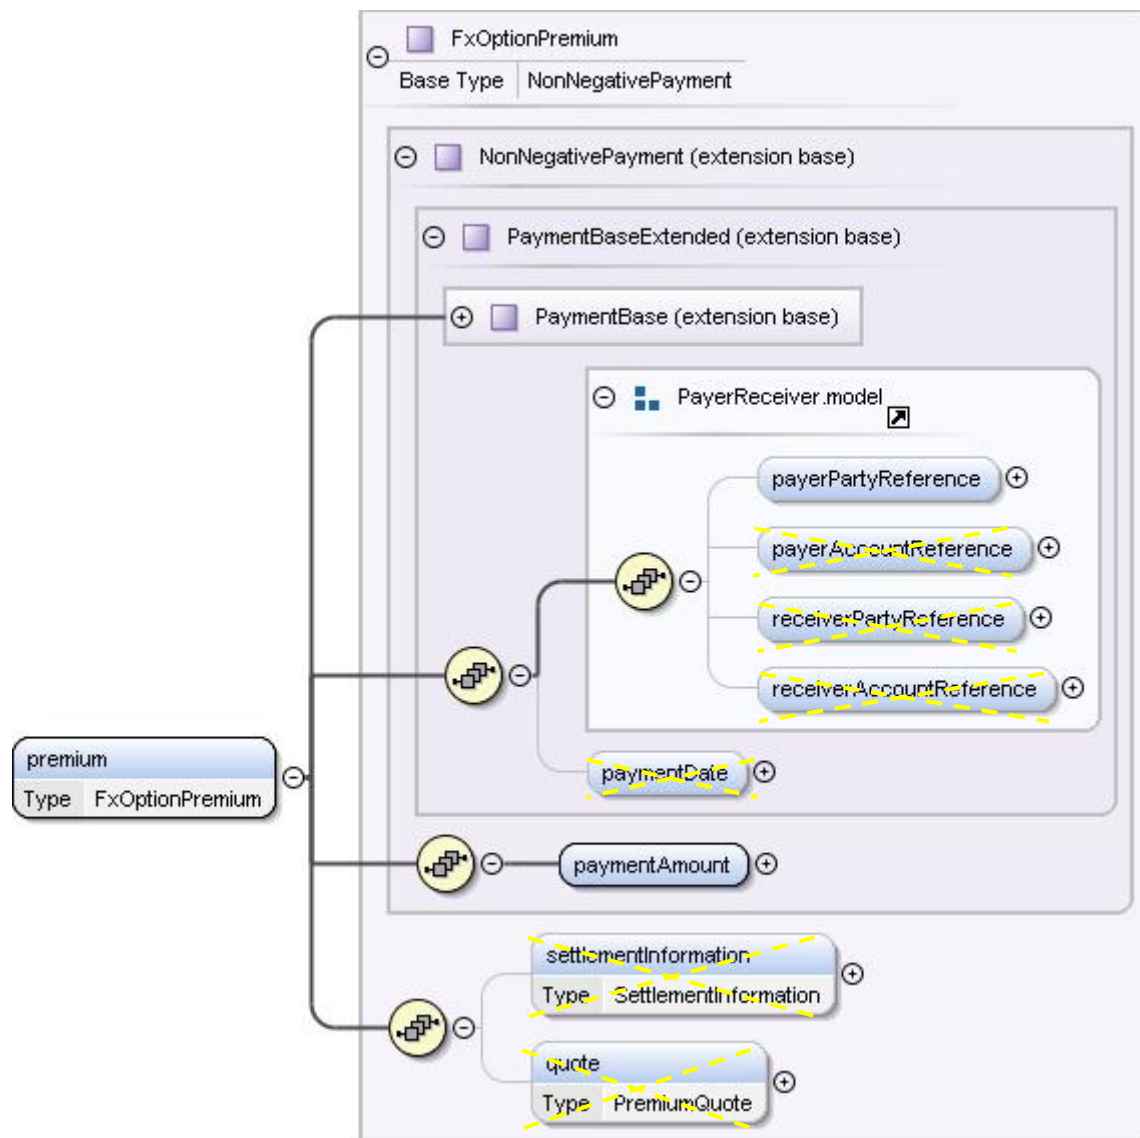 FxOptionPremium
Base Type NonNegativePayment
NonNegativePayment (extension base)
PaymentBaseExtended (extension base)
PaymentBase (extension base)
PayerReceiver.model
payerPartyReference
payerAccountReference
receiverPartyReference
receiverAccountReference
premium
Type FxOptionPremium
paymentDate
paymentAmount
settlementInformation
Type SettlementInformation
quote
Type PremiumQuote